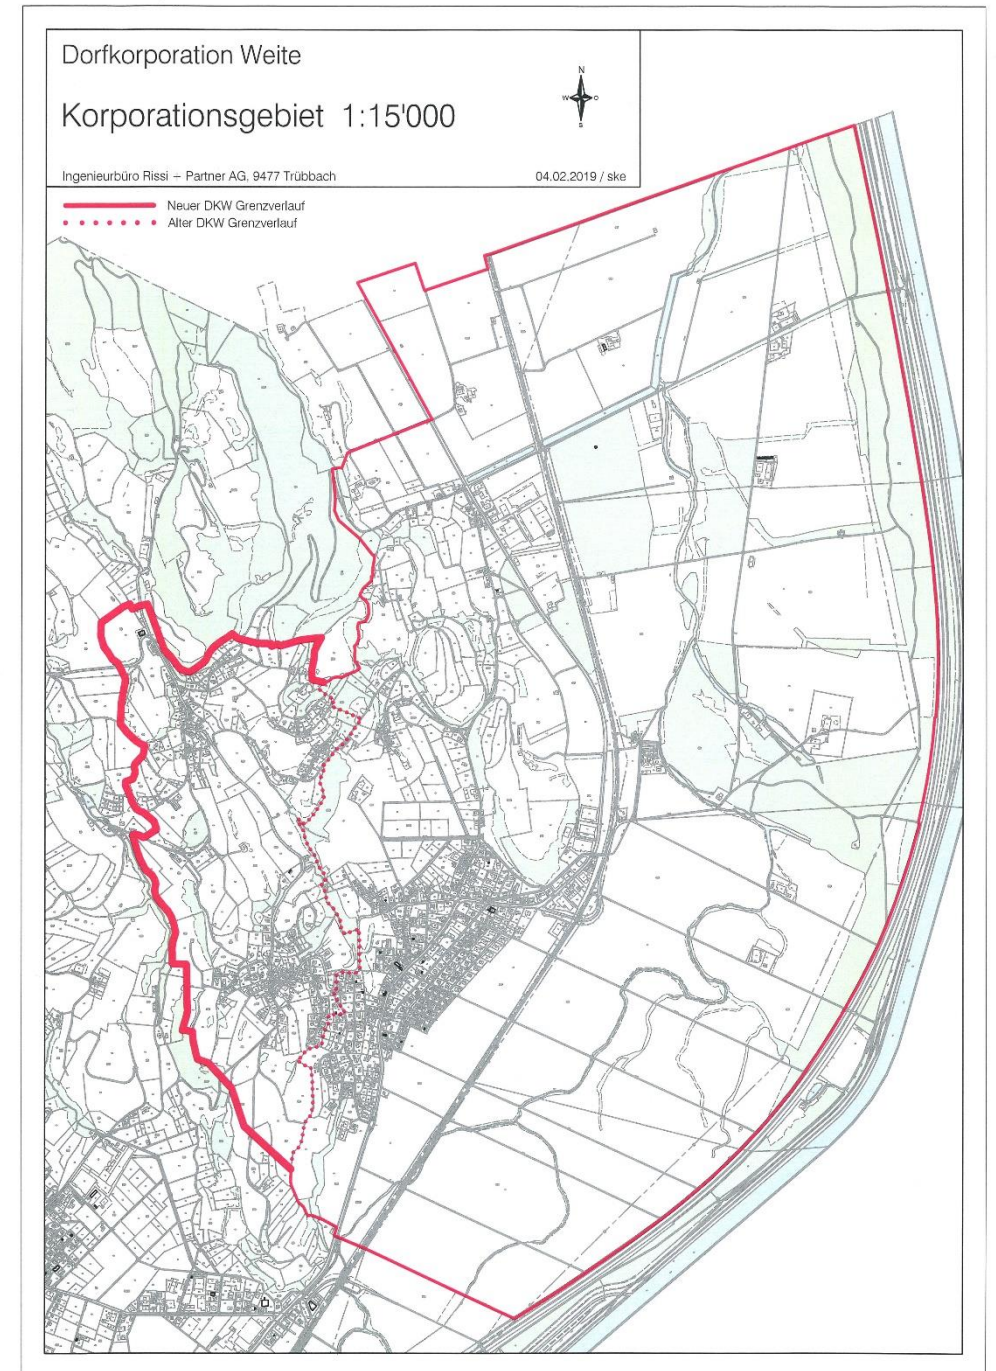 Dorfkorporation Weite
Korporationsgebiet 1:15'000
N
W O
S
Ingenieurbüro Rissi + Partner AG, 9477 Trübbach 04.02.2019 / ske
Neuer DKW Grenzverlauf
Alter DKW Grenzverlauf